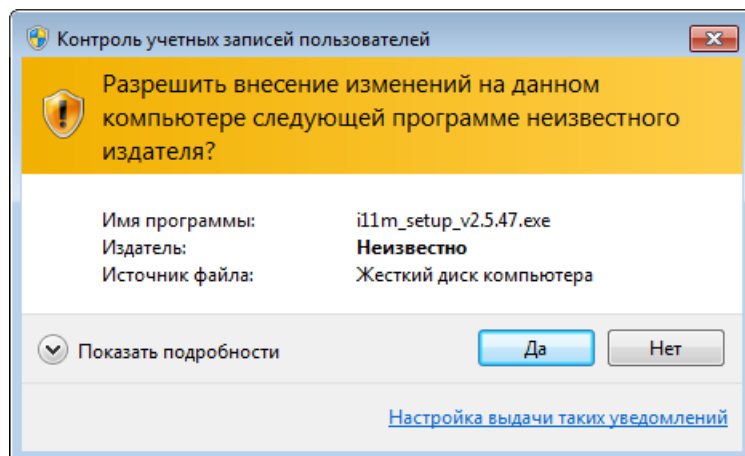 Контроль учетных записей пользователей
Разрешить внесение изменений на данном
компьютере следующей программе неизвестного
издателя?
Имя программы: i11m_setup_v2.5.47.exe
Издатель: Неизвестно
Источник файла: Жесткий диск компьютера
Показать подробности Да Нет
Настройка выдачи таких уведомлений